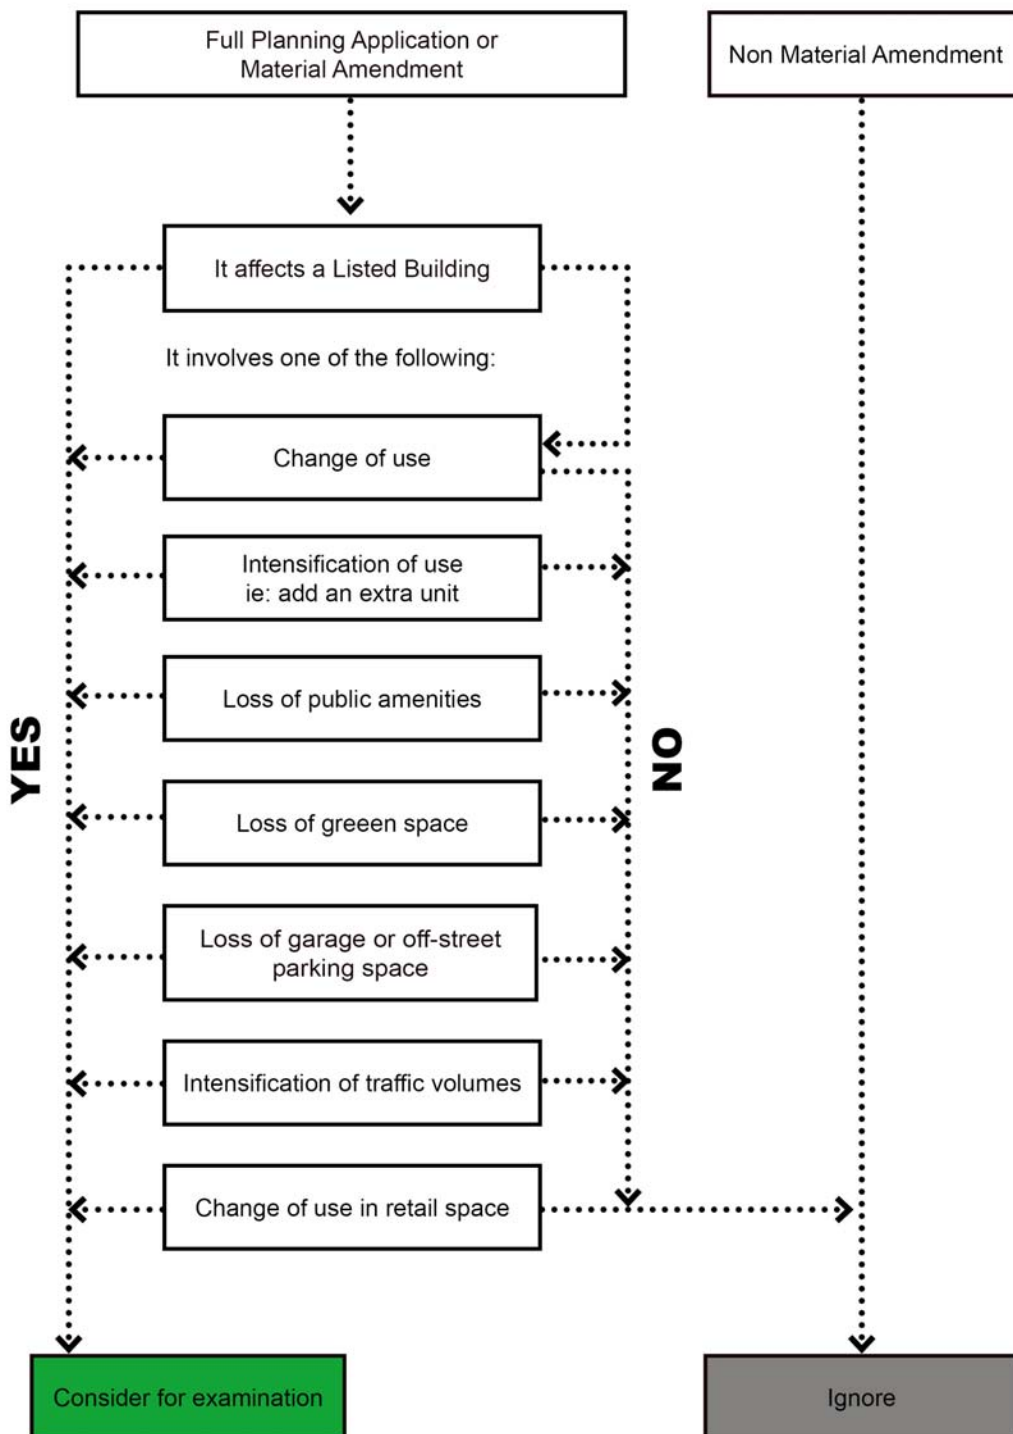 Full Planning Application or
Material Amendment
Non Material Amendment
It affects a Listed Building
It involves one of the following:
Change of use
Intensification of use
ie: add an extra unit
Loss of public amenities
YES
NO
Loss of greeen space
Loss of garage or off-street
parking space
Intensification of traffic volumes
Change of use in retail space
Consider for examination
Ignore